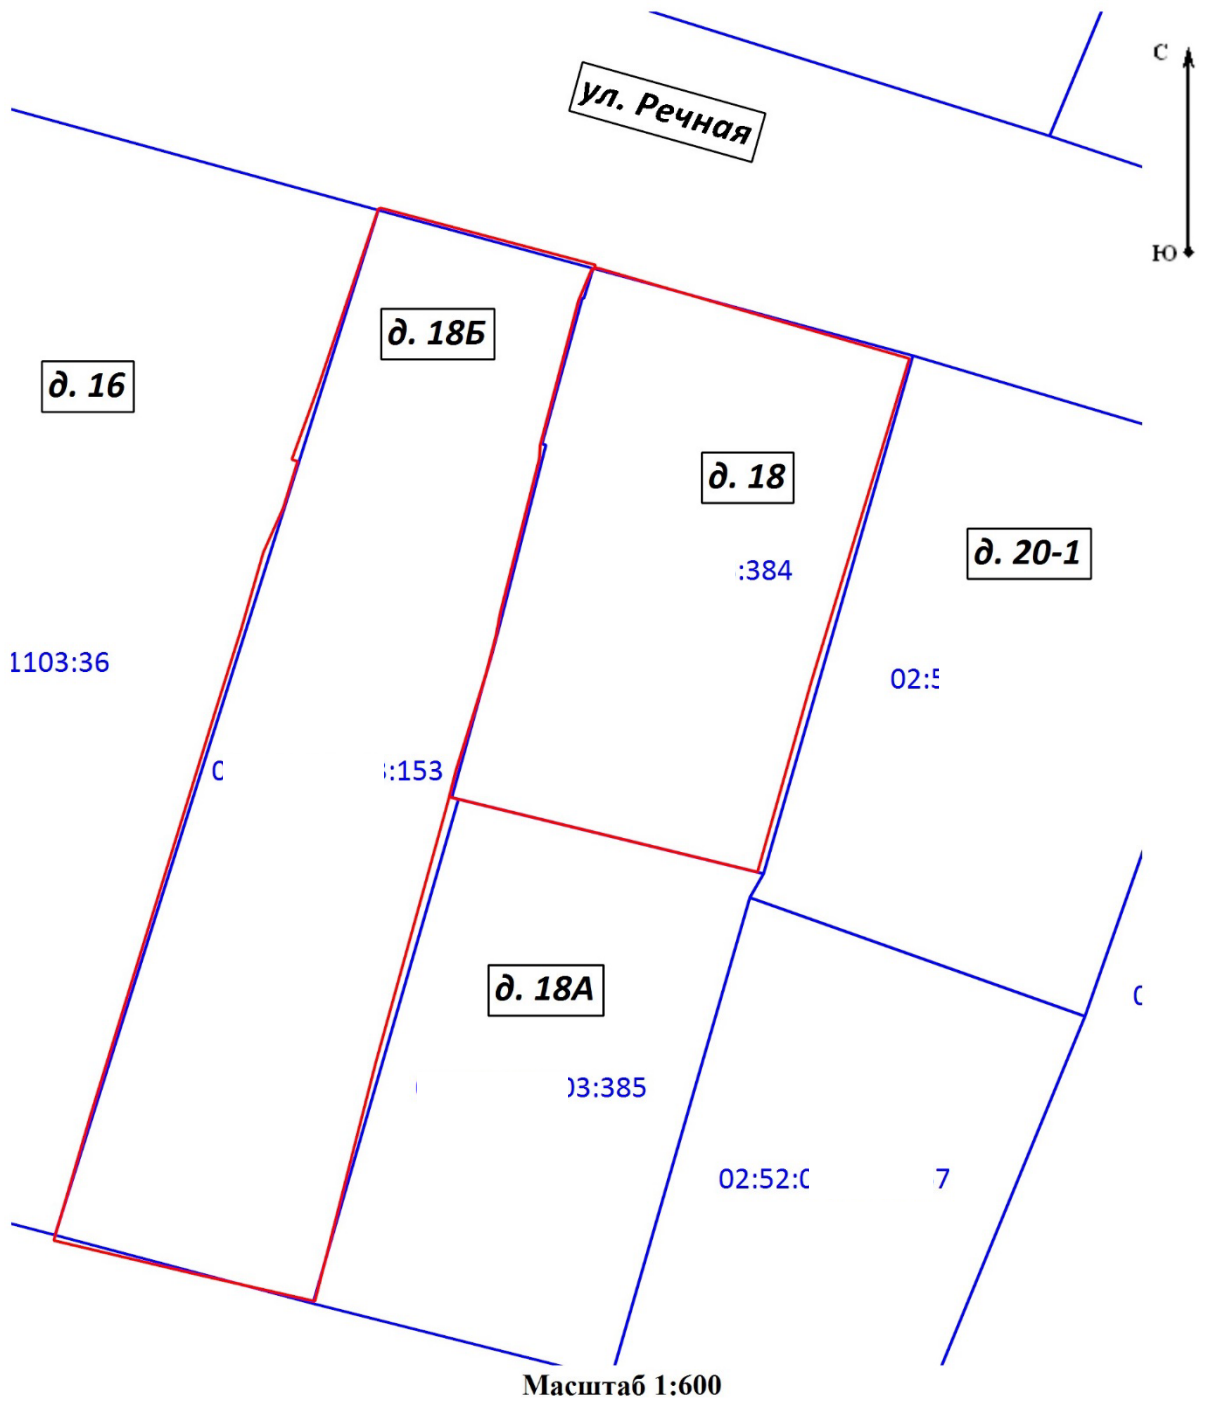 С
ул. Речная
Ю
д. 18Б
д. 16
д. 18
д. 20-1
:384
1103:36
02:5
:153
д. 18А
03:385
02:52:0
7
Масштаб 1:600